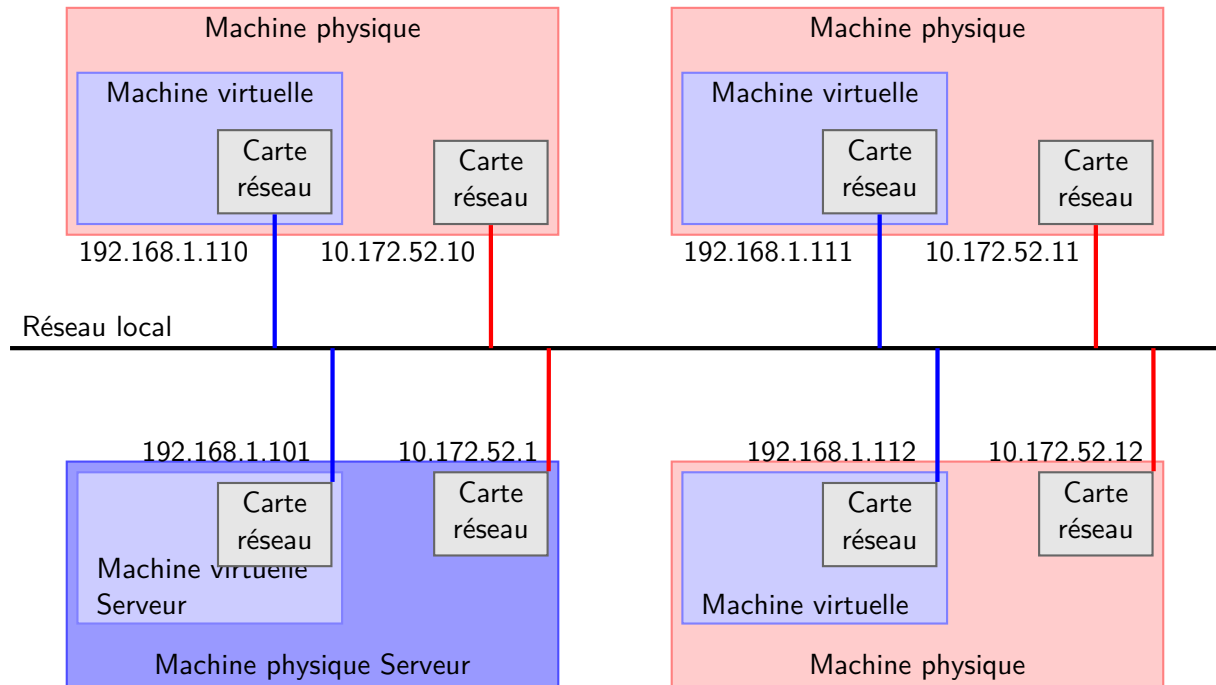 Machine physique
Machine virtuelle
Carte
réseau
Carte
réseau
192.168.1.110
10.172.52.10
Machine physique
Machine virtuelle
Carte
réseau
Carte
réseau
192.168.1.111
10.172.52.11
Réseau local
192.168.1.101
10.172.52.1
Carte
réseau
Carte
réseau
Machine virtuelle
Serveur
Machine physique Serveur
192.168.1.112
10.172.52.12
Carte
réseau
Carte
réseau
Machine virtuelle
Machine physique